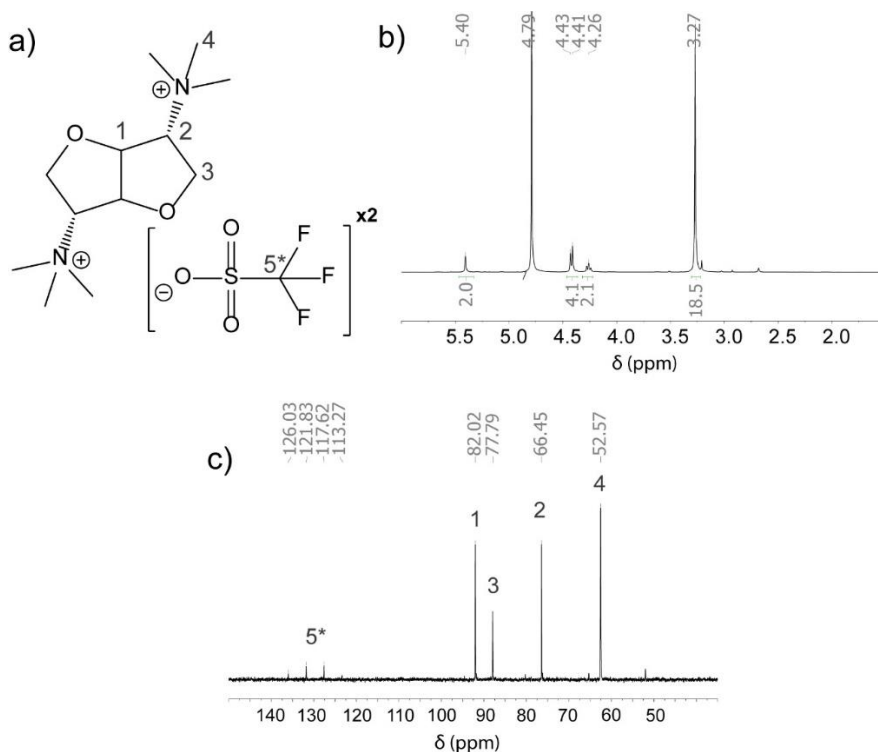 a)
4
N
⊕
O
1
2
3
O
N
⊕
x2
O
F
5*
O
S
F
⊖
O
F
b)
5.40
4.79
4.43
4.41
4.26
3.27
2.0
4.1
2.1
18.5
5.5 5.0 4.5 4.0 3.5 3.0 2.5 2.0
δ (ppm)
c)
126.03
121.83
117.62
113.27
82.02
77.79
66.45
52.57
5*
1
3
2
4
140 130 120 110 100 90 80 70 60 50
δ (ppm)